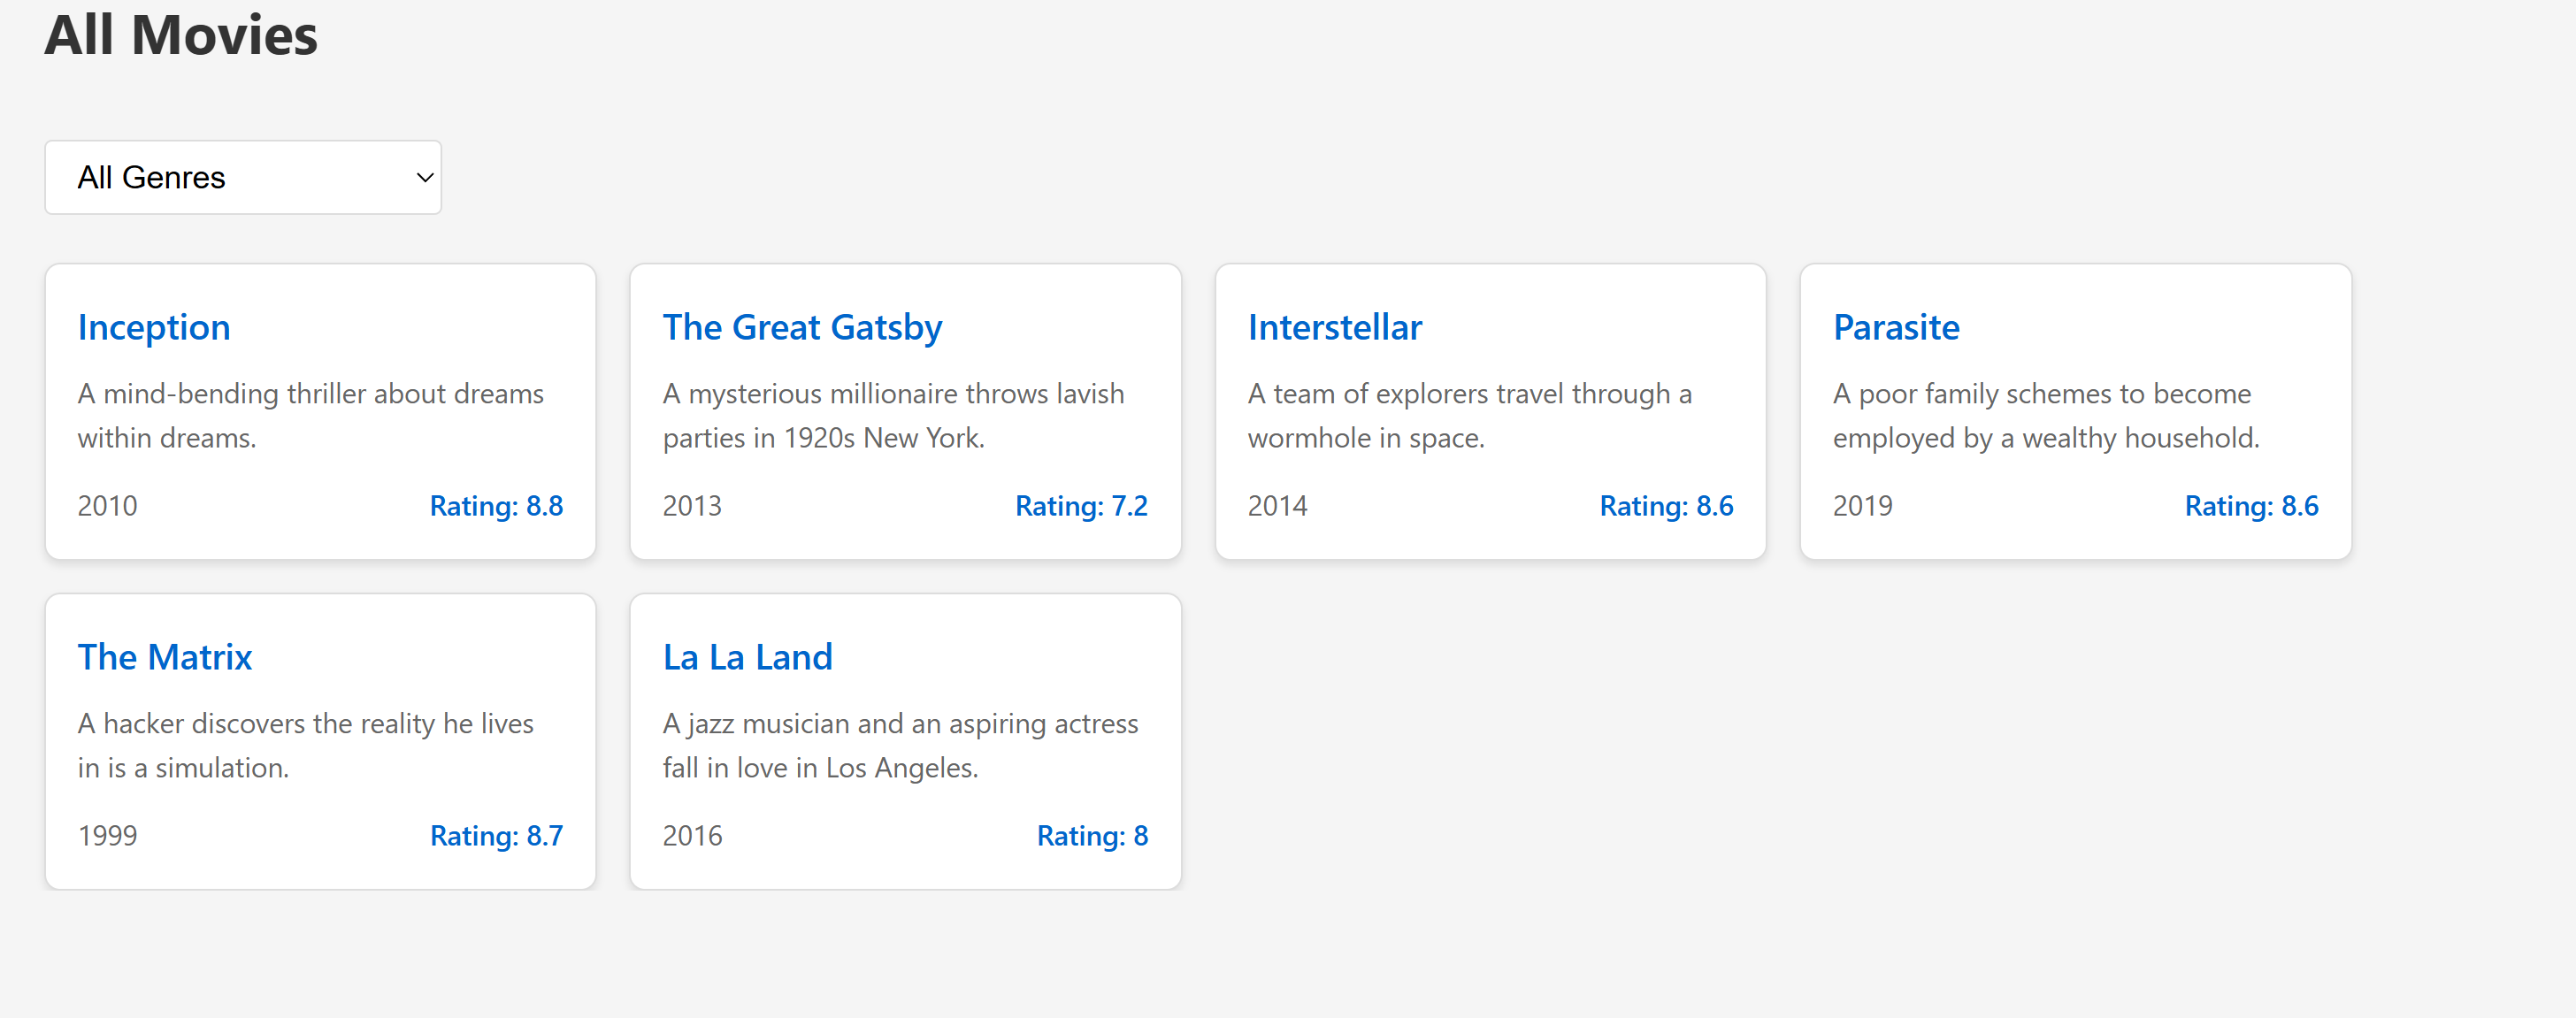 All Movies
All Genres
Inception
A mind-bending thriller about dreams
within dreams.
2010 Rating: 8.8
The Great Gatsby
A mysterious millionaire throws lavish
parties in 1920s New York.
2013 Rating: 7.2
Interstellar
A team of explorers travel through a
wormhole in space.
2014 Rating: 8.6
Parasite
A poor family schemes to become
employed by a wealthy household.
2019 Rating: 8.6
The Matrix
A hacker discovers the reality he lives
in is a simulation.
1999 Rating: 8.7
La La Land
A jazz musician and an aspiring actress
fall in love in Los Angeles.
2016 Rating: 8